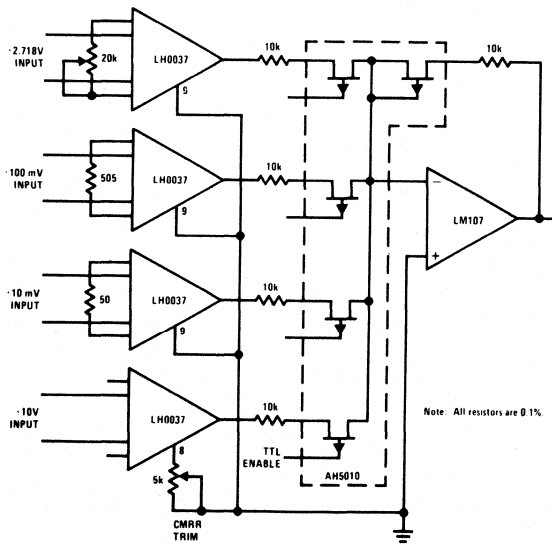 ·2.718V
INPUT
20k
LH0037
9
10k
10k
·100 mV
INPUT
505
LH0037
9
10k
−
LM107
+
·10 mV
INPUT
50
LH0037
9
10k
·10V
INPUT
LH0037
8
10k
TTL
ENABLE
AH5010
Note: All resistors are 0.1%.
5k
CMRR
TRIM